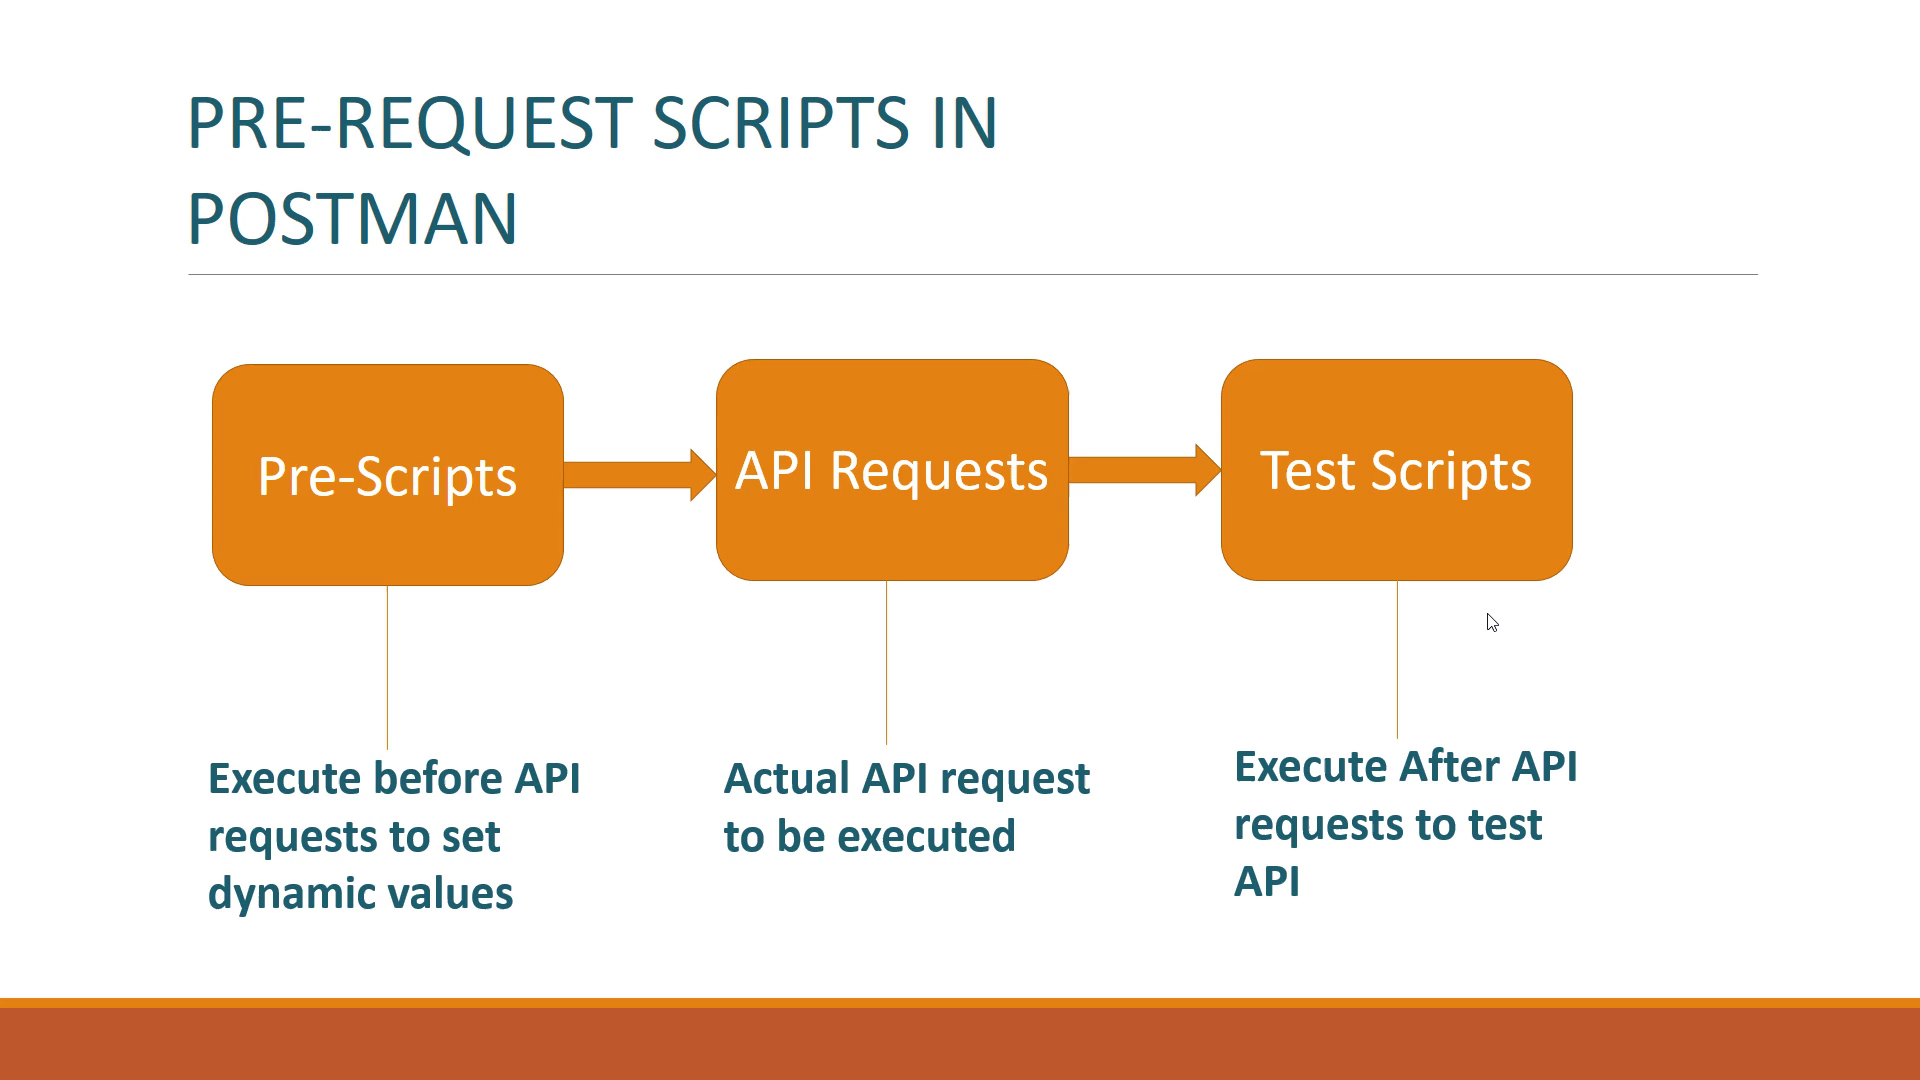 PRE-REQUEST SCRIPTS IN
POSTMAN
Pre-Scripts
API Requests
Test Scripts
Execute before API
requests to set
dynamic values
Actual API request
to be executed
Execute After API
requests to test
API